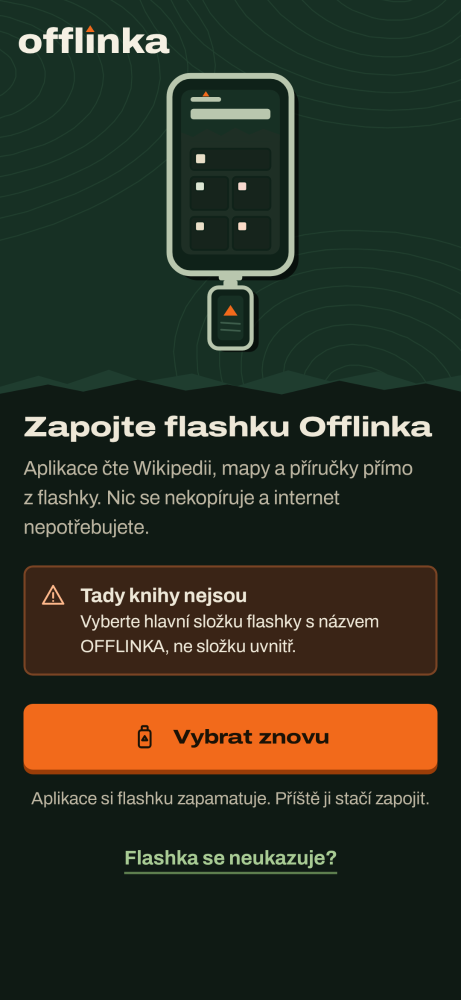 offlinka
Zapojte flashku Offlinka
Aplikace čte Wikipedii, mapy a příručky přímo
z flashky. Nic se nekopíruje a internet
nepotřebujete.
Tady knihy nejsou
Vyberte hlavní složku flashky s názvem
OFFLINKA, ne složku uvnitř.
Vybrat znovu
Aplikace si flashku zapamatuje. Příště ji stačí zapojit.
Flashka se neukazuje?